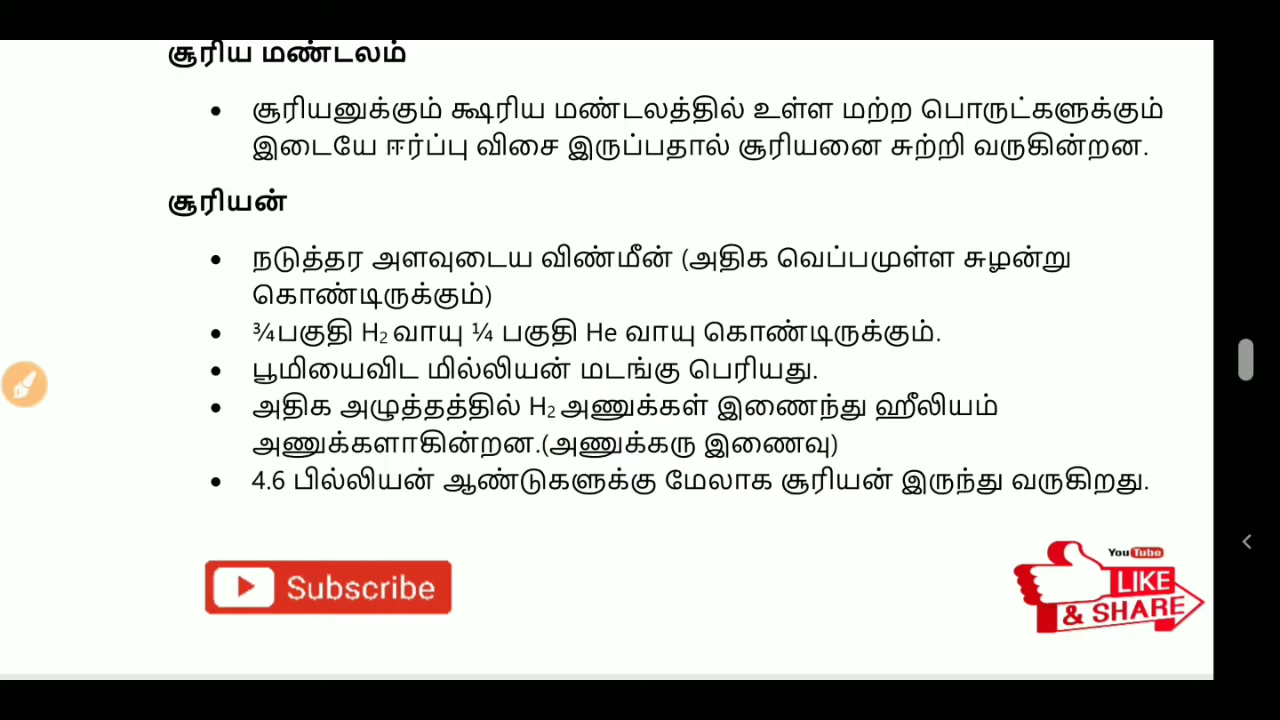 சூரிய மண்டலம்
• சூரியனுக்கும் க்ஷரிய மண்டலத்தில் உள்ள மற்ற பொருட்களுக்கும்
இடையே ஈர்ப்பு விசை இருப்பதால் சூரியனை சுற்றி வருகின்றன.
சூரியன்
• நடுத்தர அளவுடைய விண்மீன் (அதிக வெப்பமுள்ள சுழன்று
கொண்டிருக்கும்)
• ¾பகுதி H₂ வாயு ¼ பகுதி He வாயு கொண்டிருக்கும்.
• பூமியைவிட மில்லியன் மடங்கு பெரியது.
• அதிக அழுத்தத்தில் H₂ அணுக்கள் இணைந்து ஹீலியம்
அணுக்களாகின்றன.(அணுக்கரு இணைவு)
• 4.6 பில்லியன் ஆண்டுகளுக்கு மேலாக சூரியன் இருந்து வருகிறது.
Subscribe
YouTube
LIKE
& SHARE